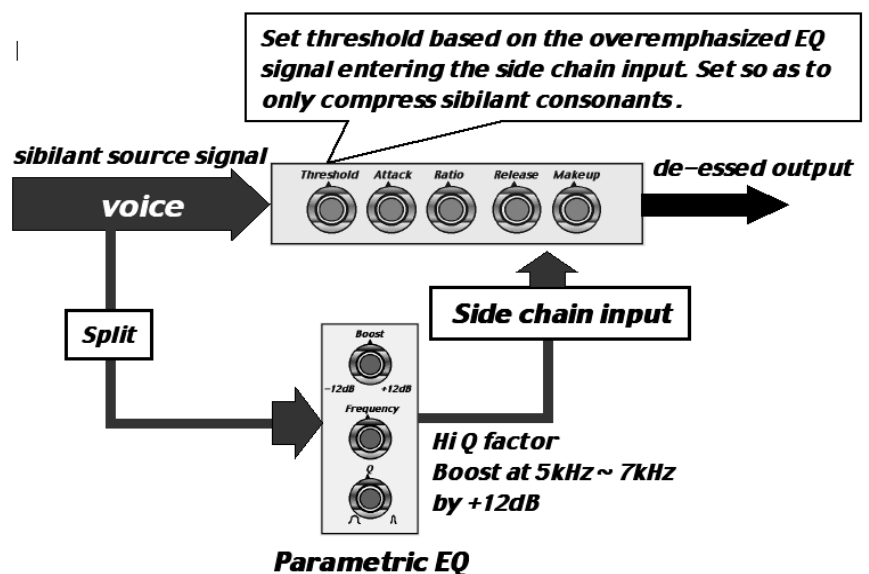 Set threshold based on the overemphasized EQ
signal entering the side chain input. Set so as to
only compress sibilant consonants.
sibilant source signal
de-essed output
Threshold Attack Ratio Release Makeup
voice
Split
Side chain input
Boost
-12dB +12dB
Frequency
Q
Hi Q factor
Boost at 5kHz ~ 7kHz
by +12dB
Parametric EQ